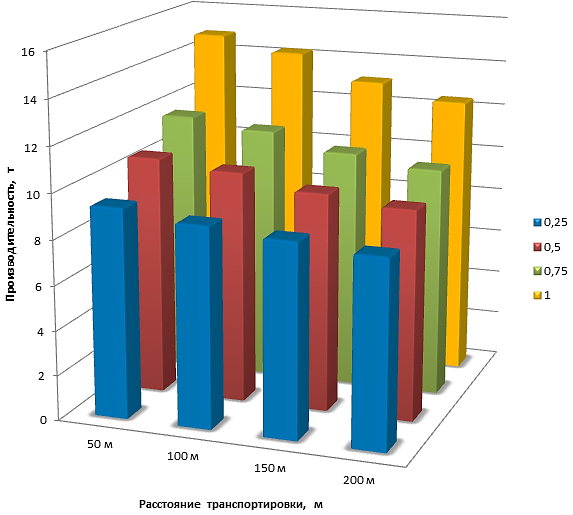 16
14
12
10
8
6
4
2
0
Производительность, т
50 м
100 м
150 м
200 м
Расстояние транспортировки, м
0,25
0,5
0,75
1